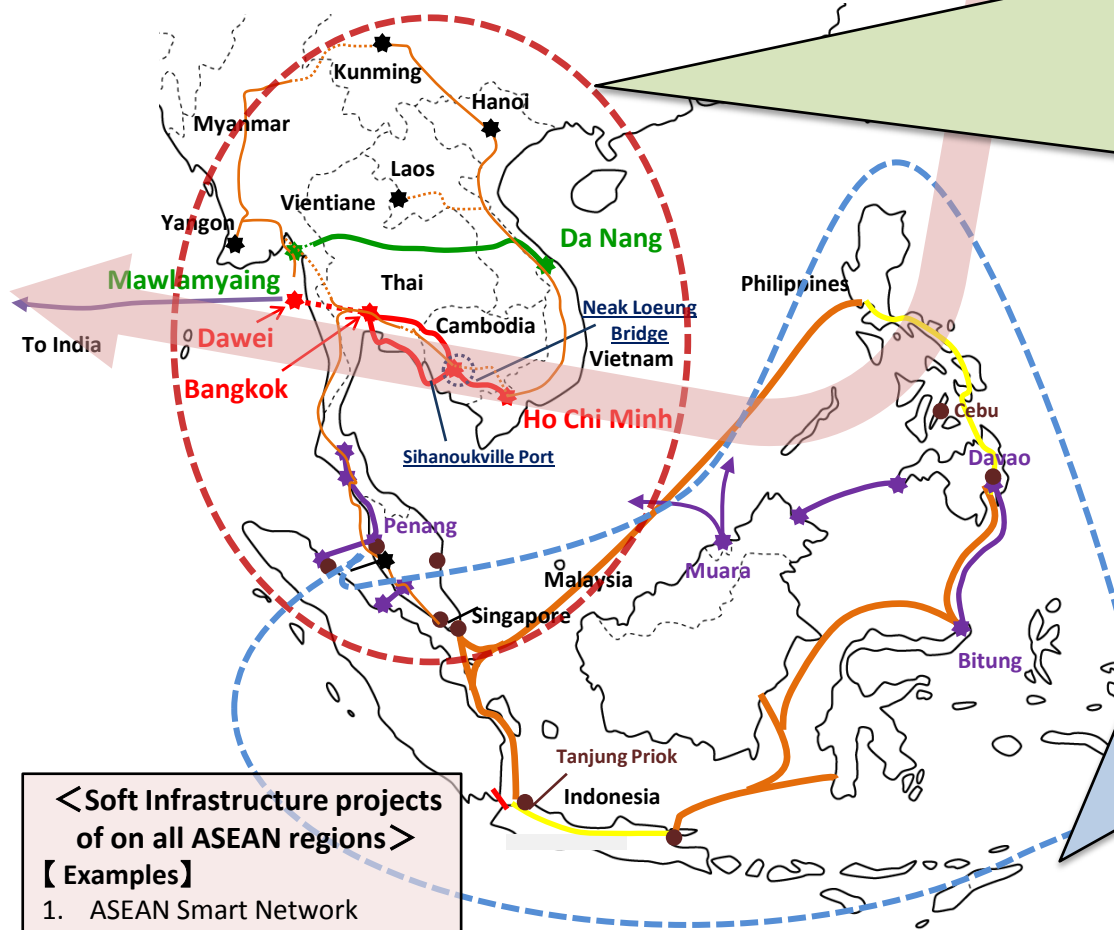 Kunming
Hanoi
Myanmar
Laos
Vientiane
Yangon
Da Nang
Mawlamyaing
Thai
Philippines
Neak Loeung
Bridge
Cambodia
Dawei
To India
Vietnam
Bangkok
Ho Chi Minh
Cebu
Sihanoukville Port
Davao
Penang
Muara
Malaysia
Singapore
Bitung
Tanjung Priok
Indonesia
＜Soft Infrastructure projects
of on all ASEAN regions＞
【 Examples】
1. ASEAN Smart Network